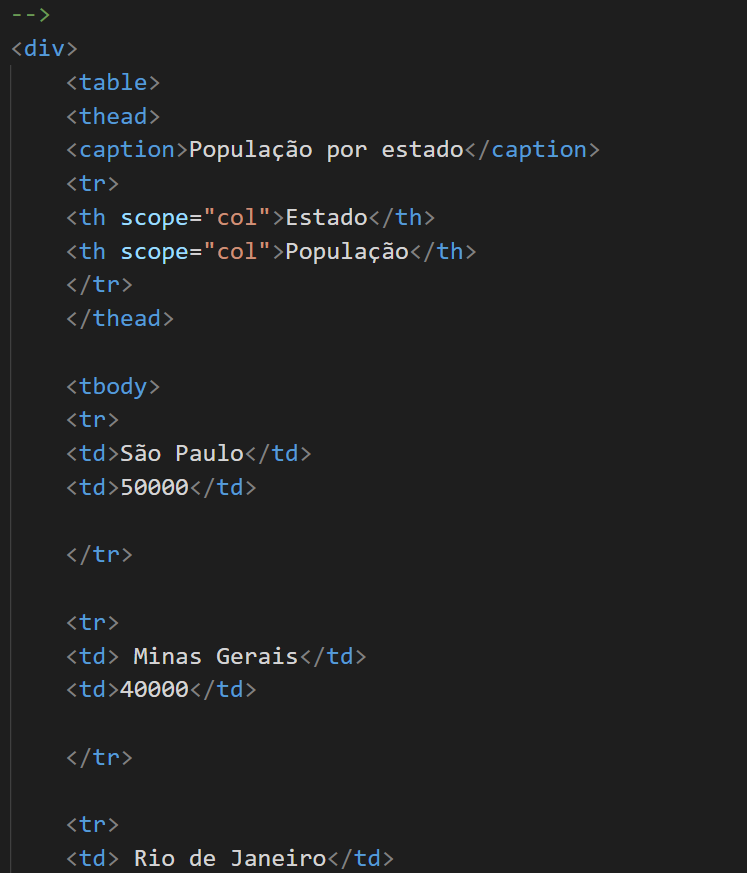 -->
<div>
<table>
<thead>
<caption>População por estado</caption>
<tr>
<th scope="col">Estado</th>
<th scope="col">População</th>
</tr>
</thead>
<tbody>
<tr>
<td>São Paulo</td>
<td>50000</td>
</tr>
<tr>
<td> Minas Gerais</td>
<td>40000</td>
</tr>
<tr>
<td> Rio de Janeiro</td>